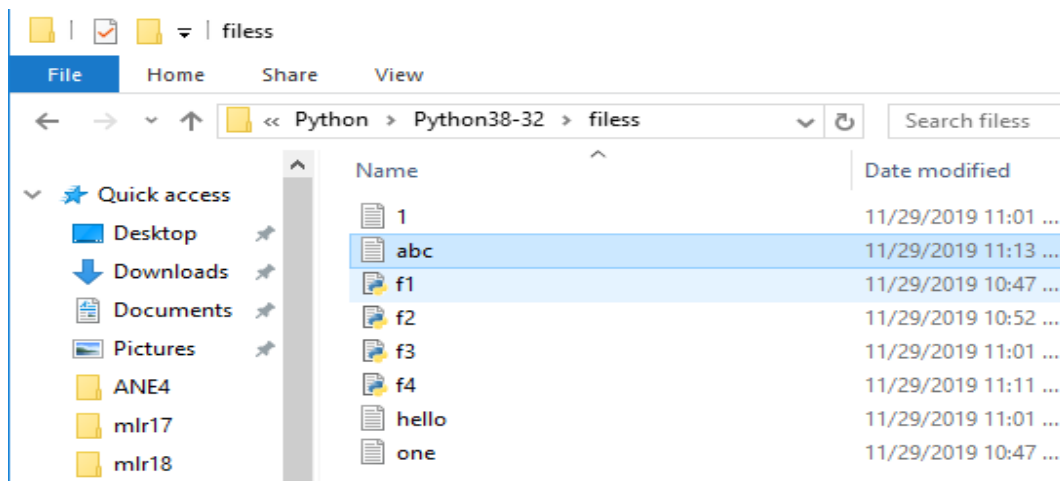 filess
File Home Share View
« Python > Python38-32 > filess Search filess
Name Date modified
Quick access
Desktop
Downloads
Documents
Pictures
ANE4
mlr17
mlr18
1 11/29/2019 11:01 ...
abc 11/29/2019 11:13 ...
f1 11/29/2019 10:47 ...
f2 11/29/2019 10:52 ...
f3 11/29/2019 11:01 ...
f4 11/29/2019 11:11 ...
hello 11/29/2019 11:01 ...
one 11/29/2019 10:47 ...